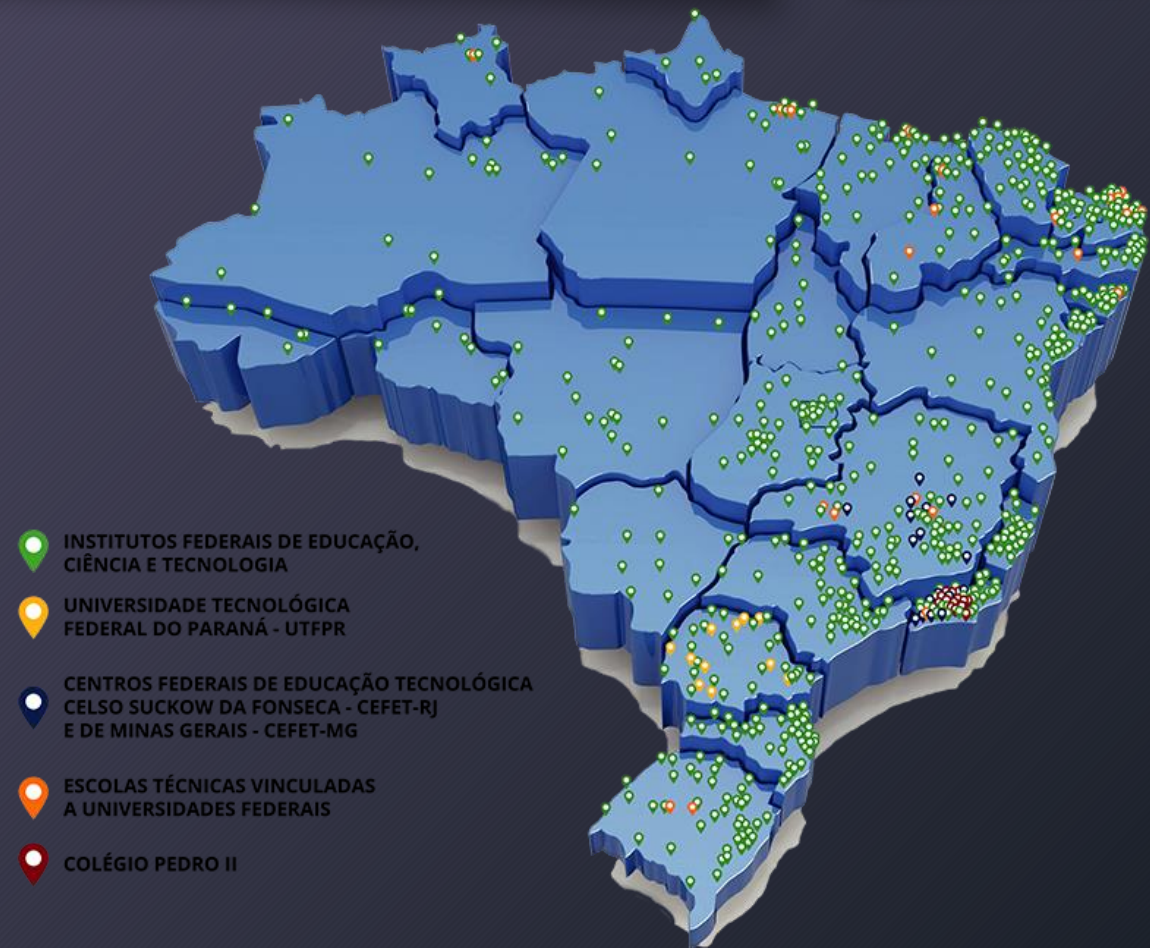 INSTITUTOS FEDERAIS DE EDUCAÇÃO,
CIÊNCIA E TECNOLOGIA
UNIVERSIDADE TECNOLÓGICA
FEDERAL DO PARANÁ - UTFPR
CENTROS FEDERAIS DE EDUCAÇÃO TECNOLÓGICA
CELSO SUCKOW DA FONSECA - CEFET-RJ
E DE MINAS GERAIS - CEFET-MG
ESCOLAS TÉCNICAS VINCULADAS
A UNIVERSIDADES FEDERAIS
COLÉGIO PEDRO II